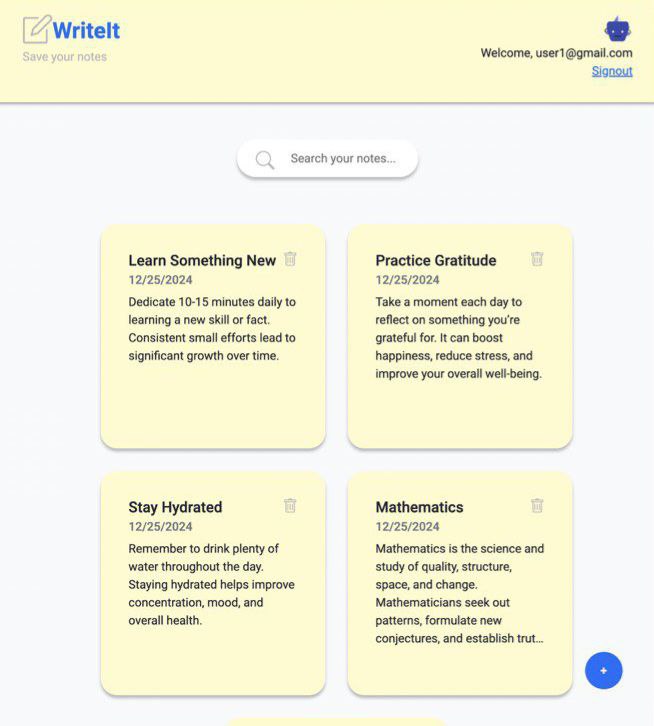 WriteIt
Save your notes
Welcome, user1@gmail.com
Signout
Search your notes...
Learn Something New
12/25/2024
Dedicate 10-15 minutes daily to
learning a new skill or fact.
Consistent small efforts lead to
significant growth over time.
Practice Gratitude
12/25/2024
Take a moment each day to
reflect on something you're
grateful for. It can boost
happiness, reduce stress, and
improve your overall well-being.
Stay Hydrated
12/25/2024
Remember to drink plenty of
water throughout the day.
Staying hydrated helps improve
concentration, mood, and
overall health.
Mathematics
12/25/2024
Mathematics is the science and
study of quality, structure,
space, and change.
Mathematicians seek out
patterns, formulate new
conjectures, and establish trut...
+